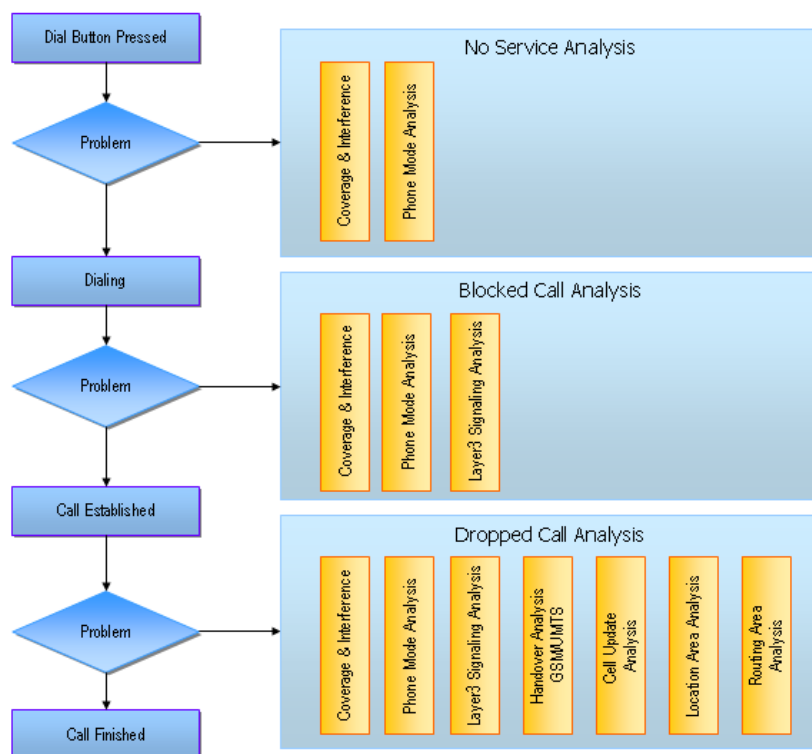 Dial Button Pressed
No Service Analysis
Problem
Coverage & Interference
Phone Mode Analysis
Dialing
Blocked Call Analysis
Problem
Coverage & Interference
Phone Mode Analysis
Layer3 Signaling Analysis
Call Established
Dropped Call Analysis
Problem
Coverage & Interference
Phone Mode Analysis
Layer3 Signaling Analysis
Handover Analysis
GSM/UMTS
Cell Update
Analysis
Location Area Analysis
Routing Area
Analysis
Call Finished